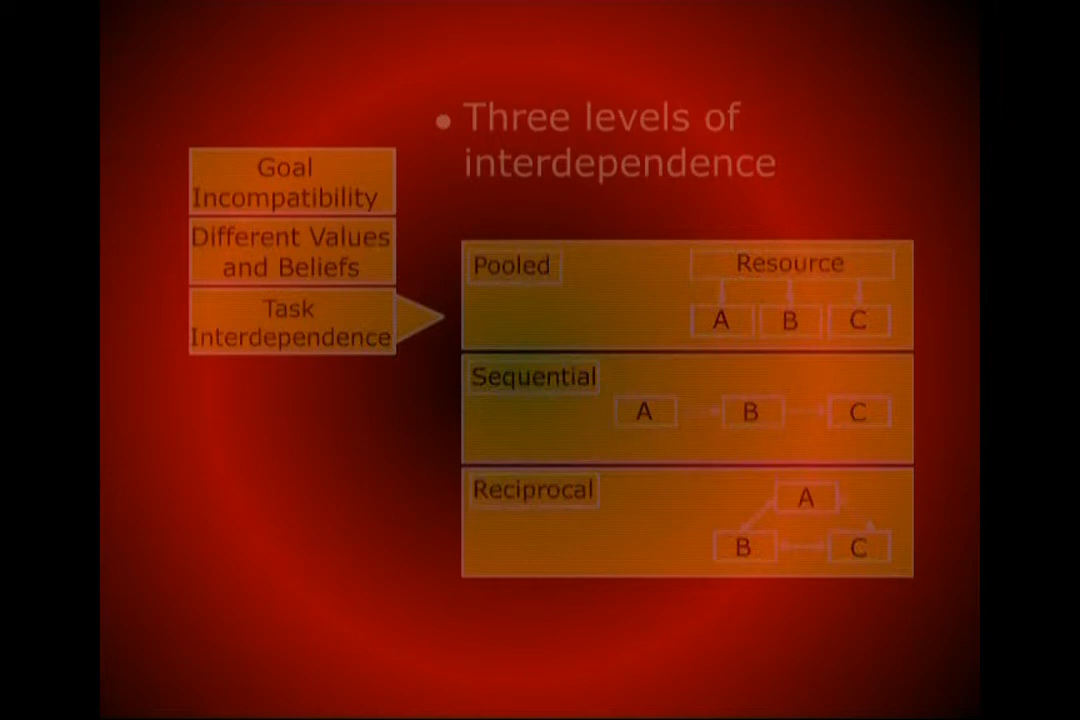 • Three levels of
interdependence
Goal
Incompatibility
Different Values
and Beliefs
Task
Interdependence
Pooled
Resource
A B C
Sequential
A B C
Reciprocal
A
B C